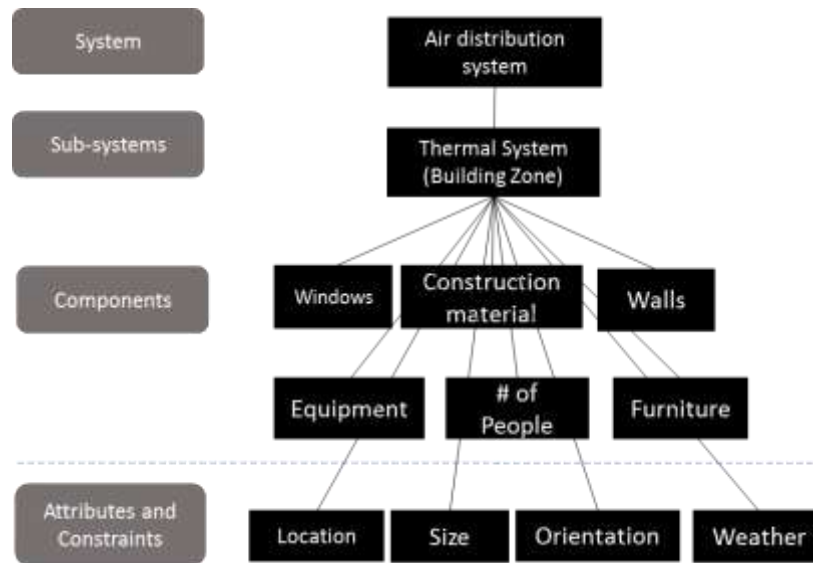 System
Air distribution
system
Sub-systems
Thermal System
(Building Zone)
Components
Windows
Construction
material
Walls
Equipment
# of
People
Furniture
Attributes and
Constraints
Location
Size
Orientation
Weather